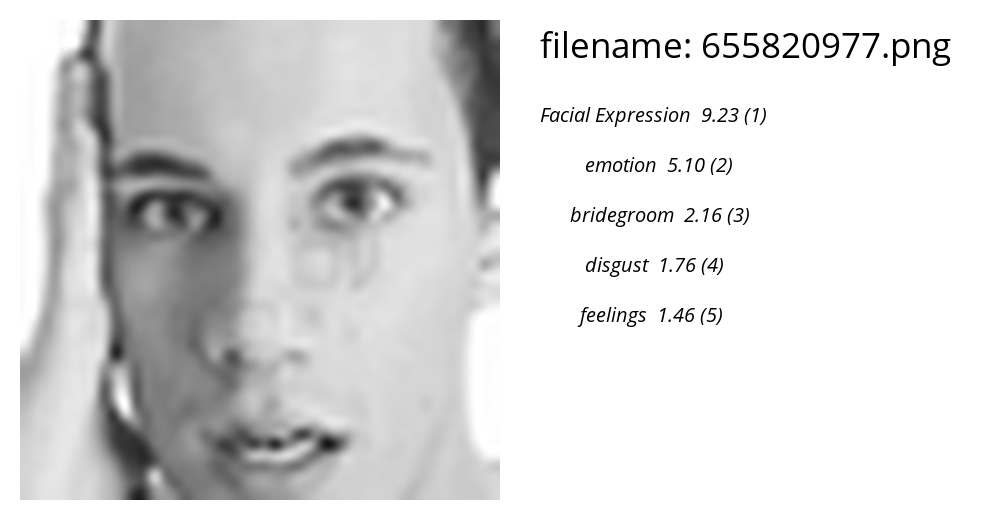 filename: 655820977.png
Facial Expression 9.23 (1)
emotion 5.10 (2)
bridegroom 2.16 (3)
disgust 1.76 (4)
feelings 1.46 (5)